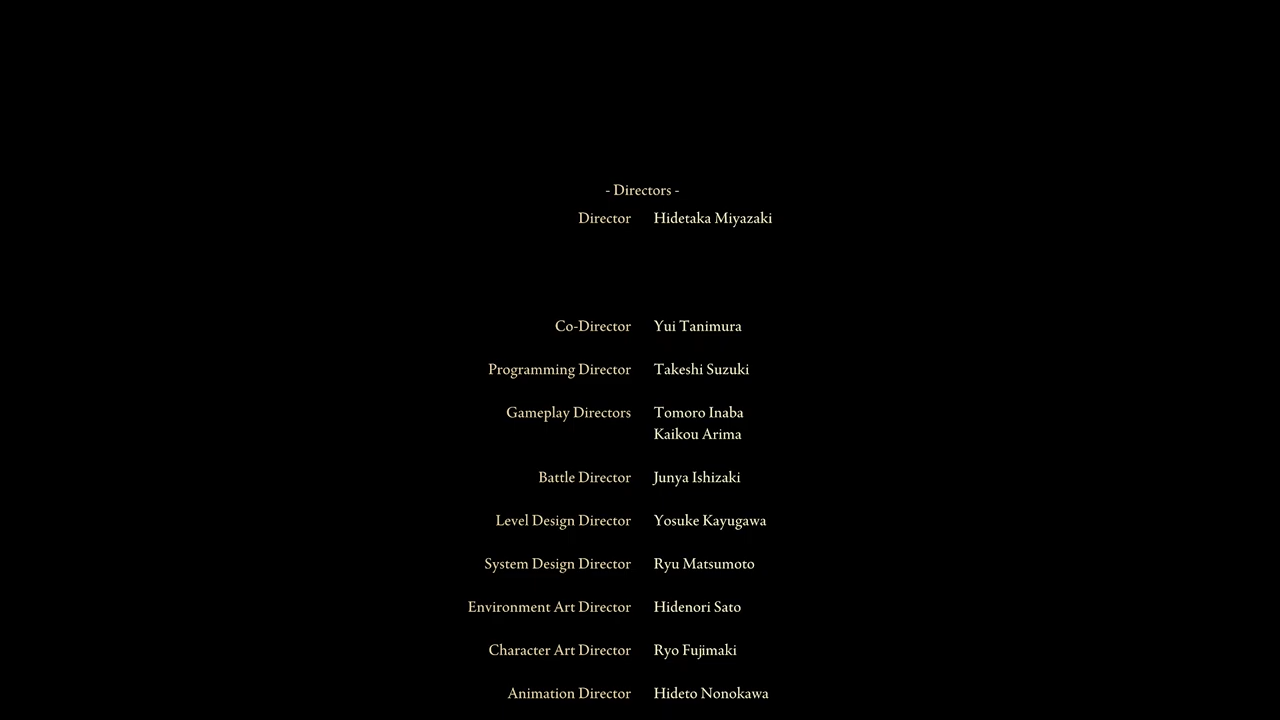 - Directors -
Director Hidetaka Miyazaki
Co-Director Yui Tanimura
Programming Director Takeshi Suzuki
Gameplay Directors Tomoro Inaba
Kaikou Arima
Battle Director Junya Ishizaki
Level Design Director Yosuke Kayugawa
System Design Director Ryu Matsumoto
Environment Art Director Hidenori Sato
Character Art Director Ryo Fujimaki
Animation Director Hideto Nonokawa